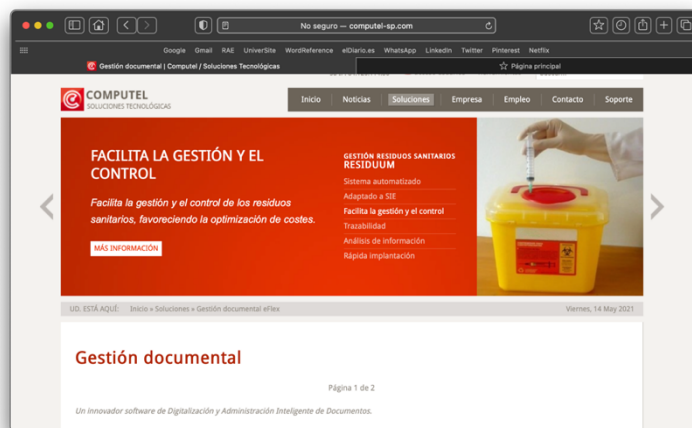 No seguro — computel-sp.com
Google Gmail RAE UniverSite WordReference elDiario.es WhatsApp LinkedIn Twitter Pinterest Netflix
Gestión documental | Computel / Soluciones Tecnológicas
Página principal
COMPUTEL
SOLUCIONES TECNOLÓGICAS
Inicio Noticias Soluciones Empresa Empleo Contacto Soporte
FACILITA LA GESTIÓN Y EL
CONTROL
Facilita la gestión y el control de los residuos
sanitarios, favoreciendo la optimización de costes.
MÁS INFORMACIÓN
GESTIÓN RESIDUOS SANITARIOS
RESIDUUM
Sistema automatizado
Adaptado a SIE
Facilita la gestión y el control
Trazabilidad
Análisis de información
Rápida implantación
UD. ESTÁ AQUÍ: Inicio » Soluciones » Gestión documental eFlex
Viernes, 14 May 2021
Gestión documental
Página 1 de 2
Un Innovador software de Digitalización y Administración Inteligente de Documentos.